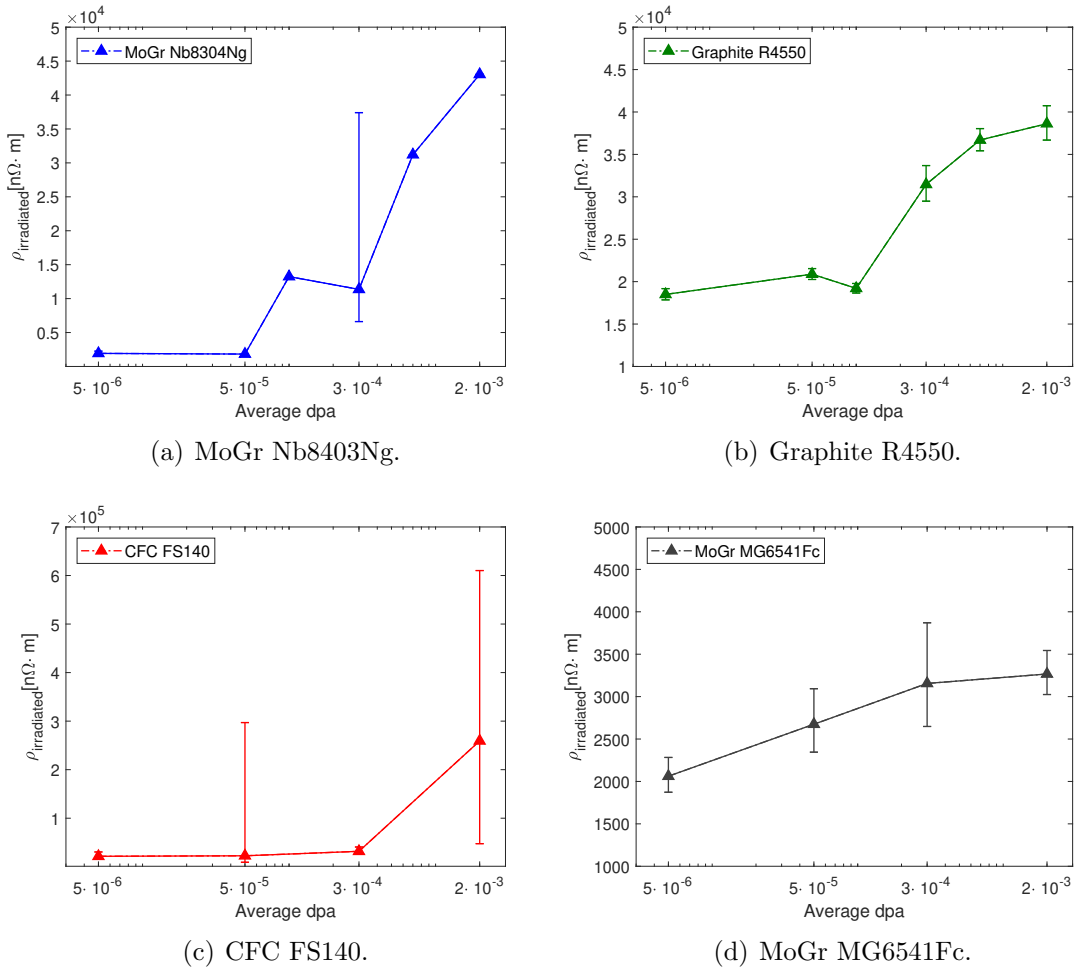 ×10⁴
5
4.5
4
3.5
3
2.5
2
1.5
1
0.5
ρirradiated[nΩ· m]
MoGr Nb8304Ng
5· 10⁻⁶ 5· 10⁻⁵ 3· 10⁻⁴ 2· 10⁻³
Average dpa
(a) MoGr Nb8403Ng.
×10⁴
5
4.5
4
3.5
3
2.5
2
1.5
1
ρirradiated[nΩ· m]
Graphite R4550
5· 10⁻⁶ 5· 10⁻⁵ 3· 10⁻⁴ 2· 10⁻³
Average dpa
(b) Graphite R4550.
×10⁵
7
6
5
4
3
2
1
ρirradiated[nΩ· m]
CFC FS140
5· 10⁻⁶ 5· 10⁻⁵ 3· 10⁻⁴ 2· 10⁻³
Average dpa
(c) CFC FS140.
5000
4500
4000
3500
3000
2500
2000
1500
1000
ρirradiated[nΩ· m]
MoGr MG6541Fc
5· 10⁻⁶ 5· 10⁻⁵ 3· 10⁻⁴ 2· 10⁻³
Average dpa
(d) MoGr MG6541Fc.